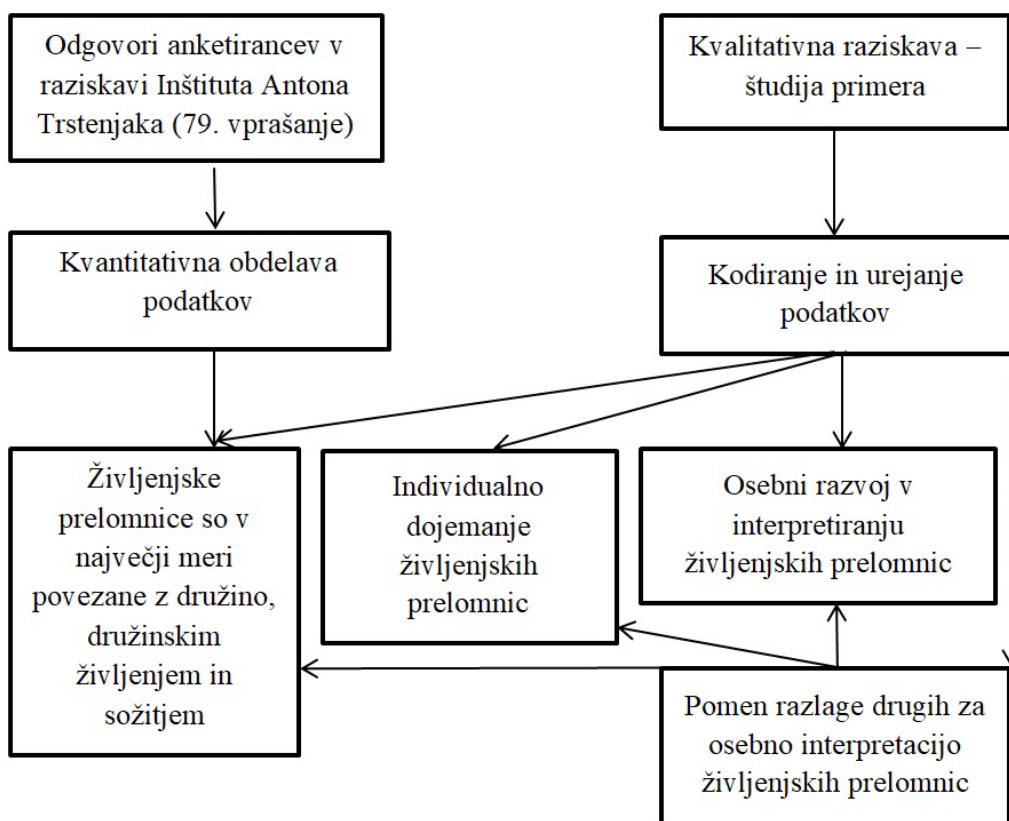 Odgovori anketirancev v
raziskavi Inštituta Antona
Trstenjaka (79. vprašanje)
Kvalitativna raziskava –
študija primera
Kvantitativna obdelava
podatkov
Kodiranje in urejanje
podatkov
Življenjske
prelomnice so v
največji meri
povezane z družino,
družinskim
življenjem in
sožitjem
Individualno
dojemanje
življenjskih
prelomnic
Osebni razvoj v
interpretiranju
življenjskih prelomnic
Pomen razlage drugih za
osebno interpretacijo
življenjskih prelomnic